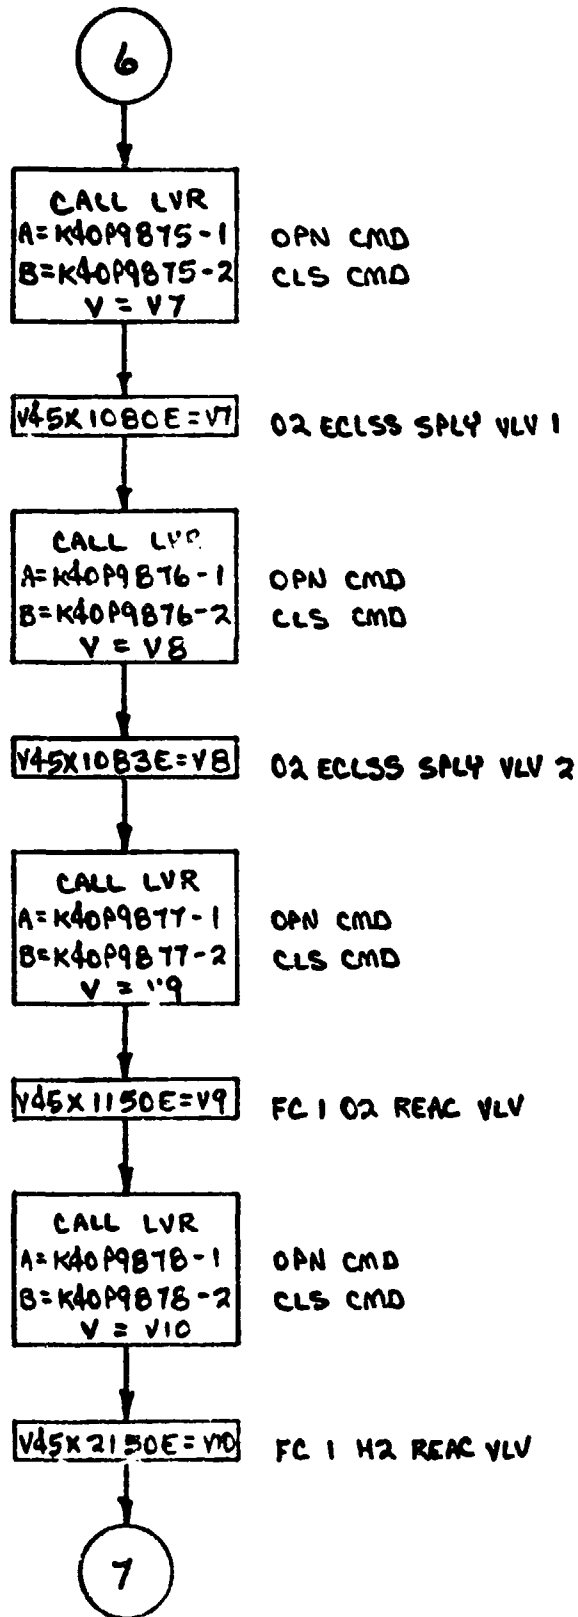 6
CALL LVR
A=K40P9875-1 OPN CMD
B=K40P9875-2 CLS CMD
V = V7
V45X1080E=V7 O2 ECLSS SPLY VLV 1
CALL
A=K40P9876-1 OPN CMD
B=K40P9876-2 CLS CMD
V = V8
V45X1083E=V8 O2 ECLSS SPLY VLV 2
CALL LVR
A=K40P9877-1 OPN CMD
B=K40P9877-2 CLS CMD
V =
V45X1150E=V9 FC 1 O2 REAC VLV
CALL LVR
A=K40P9878-1 OPN CMD
B=K40P9878-2 CLS CMD
V = V10
V45X2150E=V10 FC 1 H2 REAC VLV
7